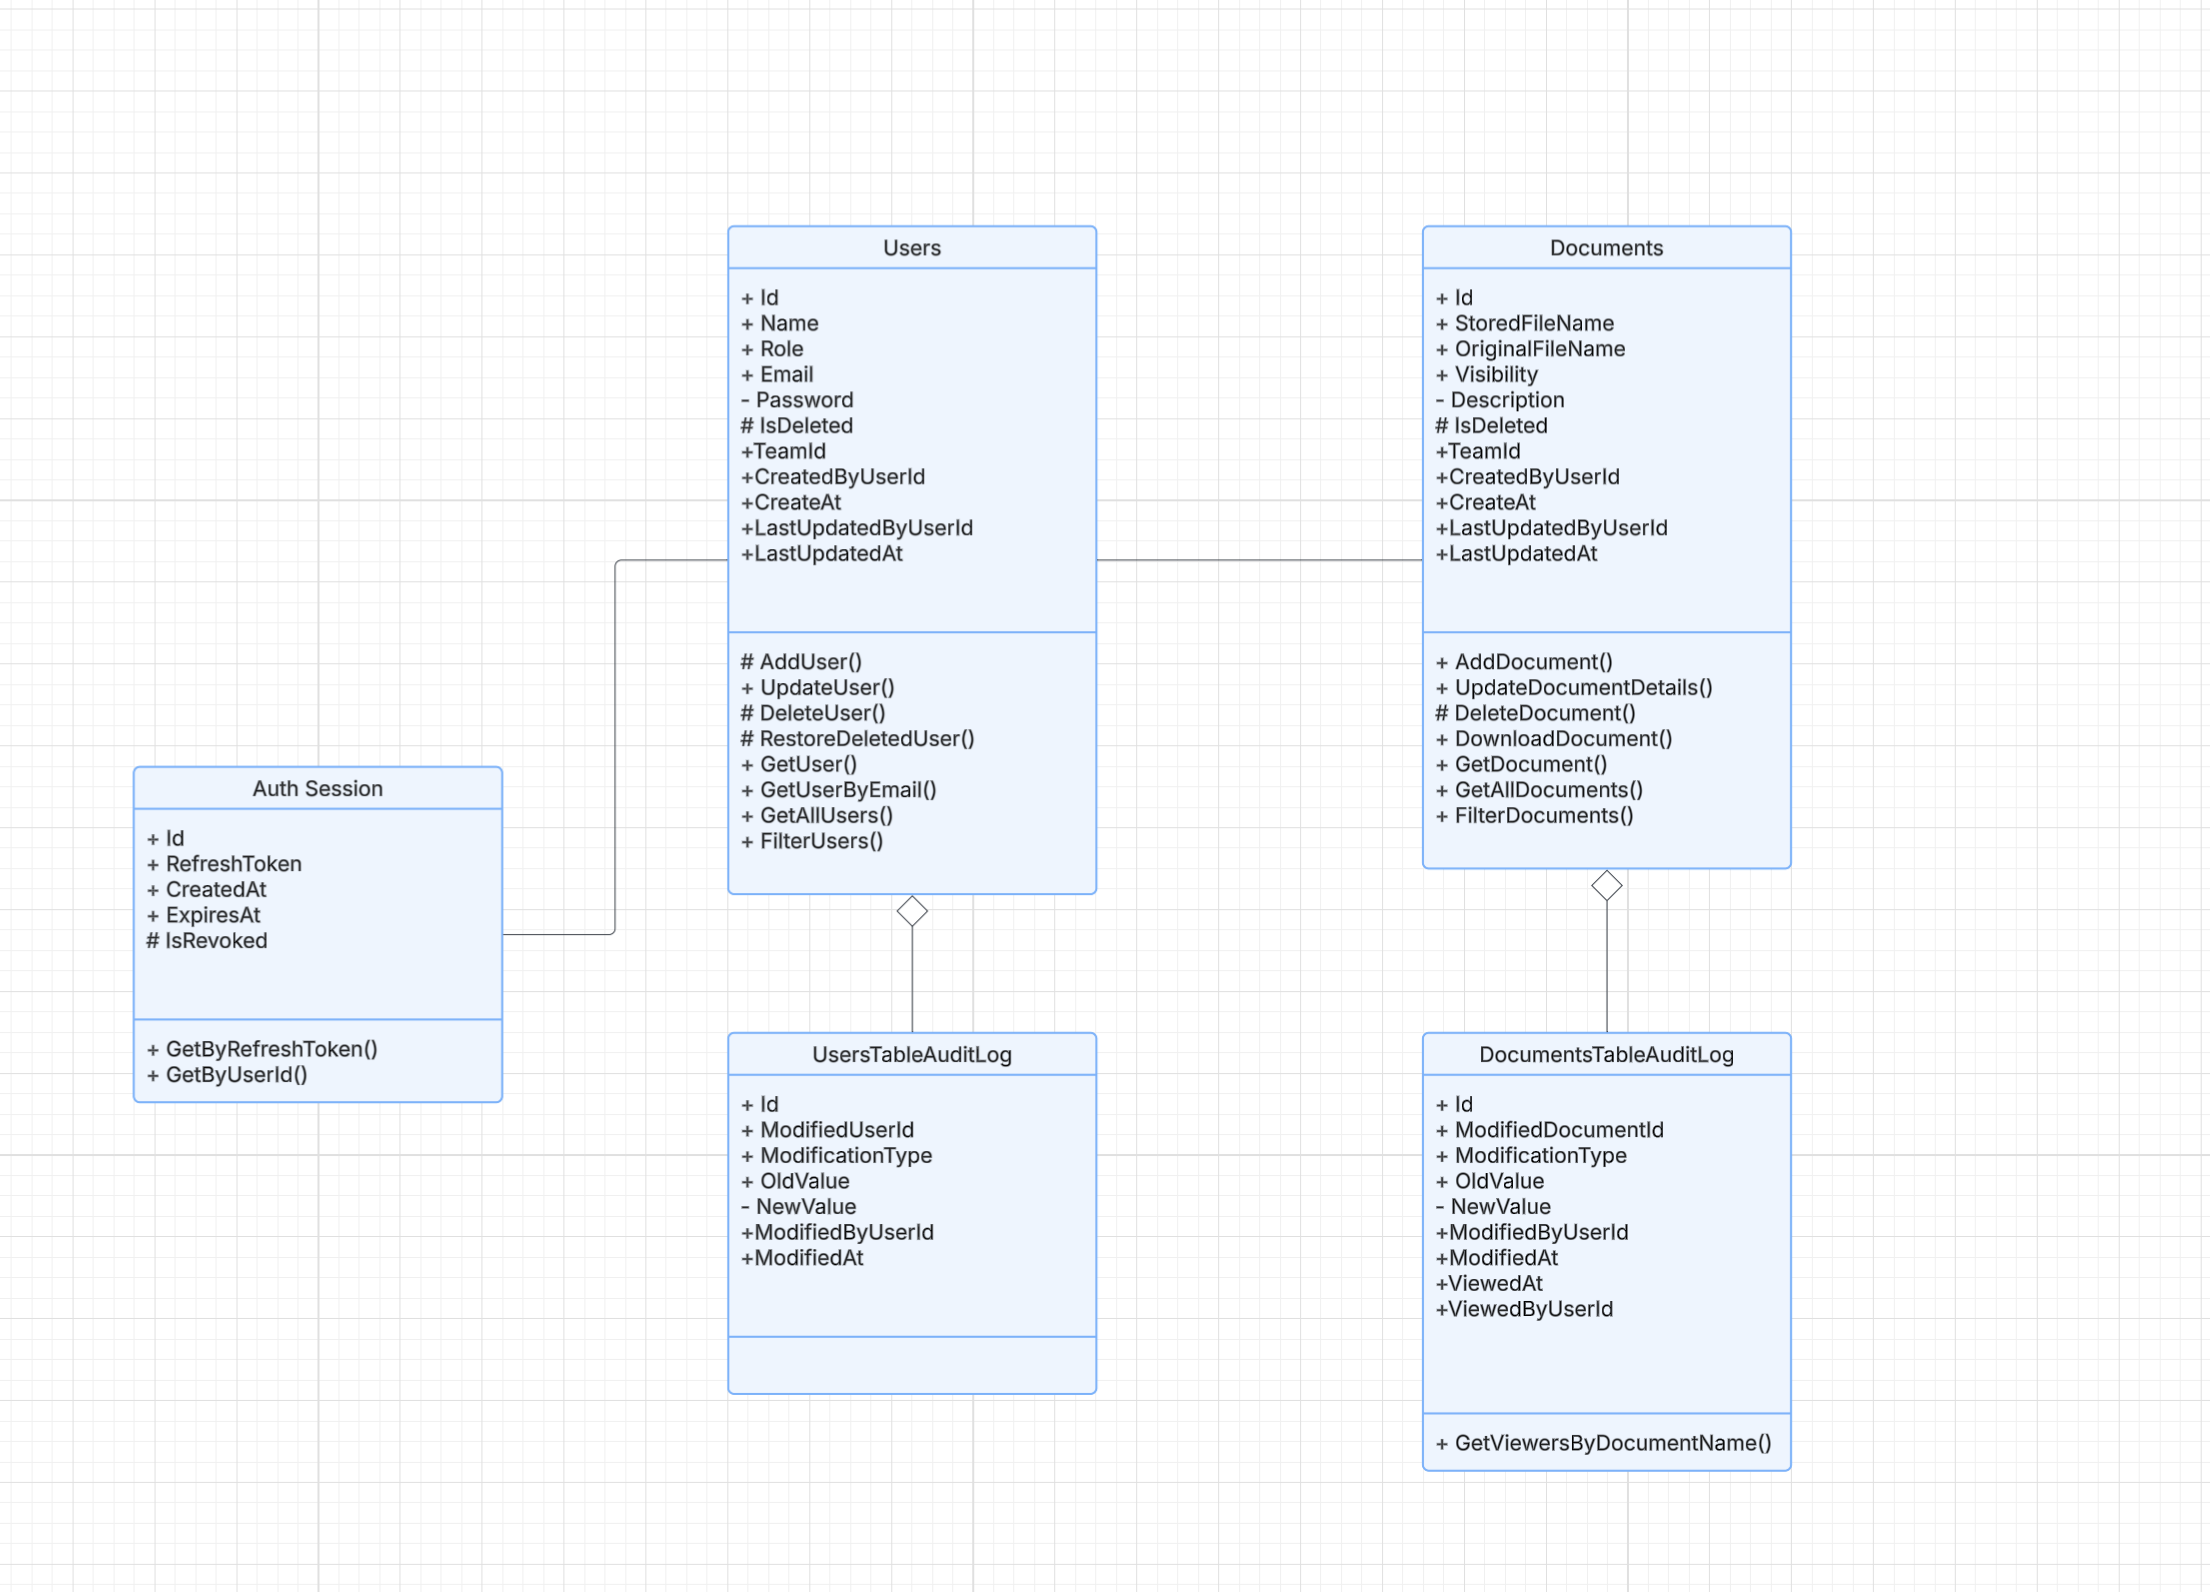 Users
+ Id
+ Name
+ Role
+ Email
- Password
# IsDeleted
+TeamId
+CreatedByUserId
+CreateAt
+LastUpdatedByUserId
+LastUpdatedAt
# AddUser()
+ UpdateUser()
# DeleteUser()
# RestoreDeletedUser()
+ GetUser()
+ GetUserByEmail()
+ GetAllUsers()
+ FilterUsers()
Documents
+ Id
+ StoredFileName
+ OriginalFileName
+ Visibility
- Description
# IsDeleted
+TeamId
+CreatedByUserId
+CreateAt
+LastUpdatedByUserId
+LastUpdatedAt
+ AddDocument()
+ UpdateDocumentDetails()
# DeleteDocument()
+ DownloadDocument()
+ GetDocument()
+ GetAllDocuments()
+ FilterDocuments()
Auth Session
+ Id
+ RefreshToken
+ CreatedAt
+ ExpiresAt
# IsRevoked
+ GetByRefreshToken()
+ GetByUserId()
UsersTableAuditLog
+ Id
+ ModifiedUserId
+ ModificationType
+ OldValue
- NewValue
+ModifiedByUserId
+ModifiedAt
DocumentsTableAuditLog
+ Id
+ ModifiedDocumentId
+ ModificationType
+ OldValue
- NewValue
+ModifiedByUserId
+ModifiedAt
+ViewedAt
+ViewedByUserId
+ GetViewersByDocumentName()